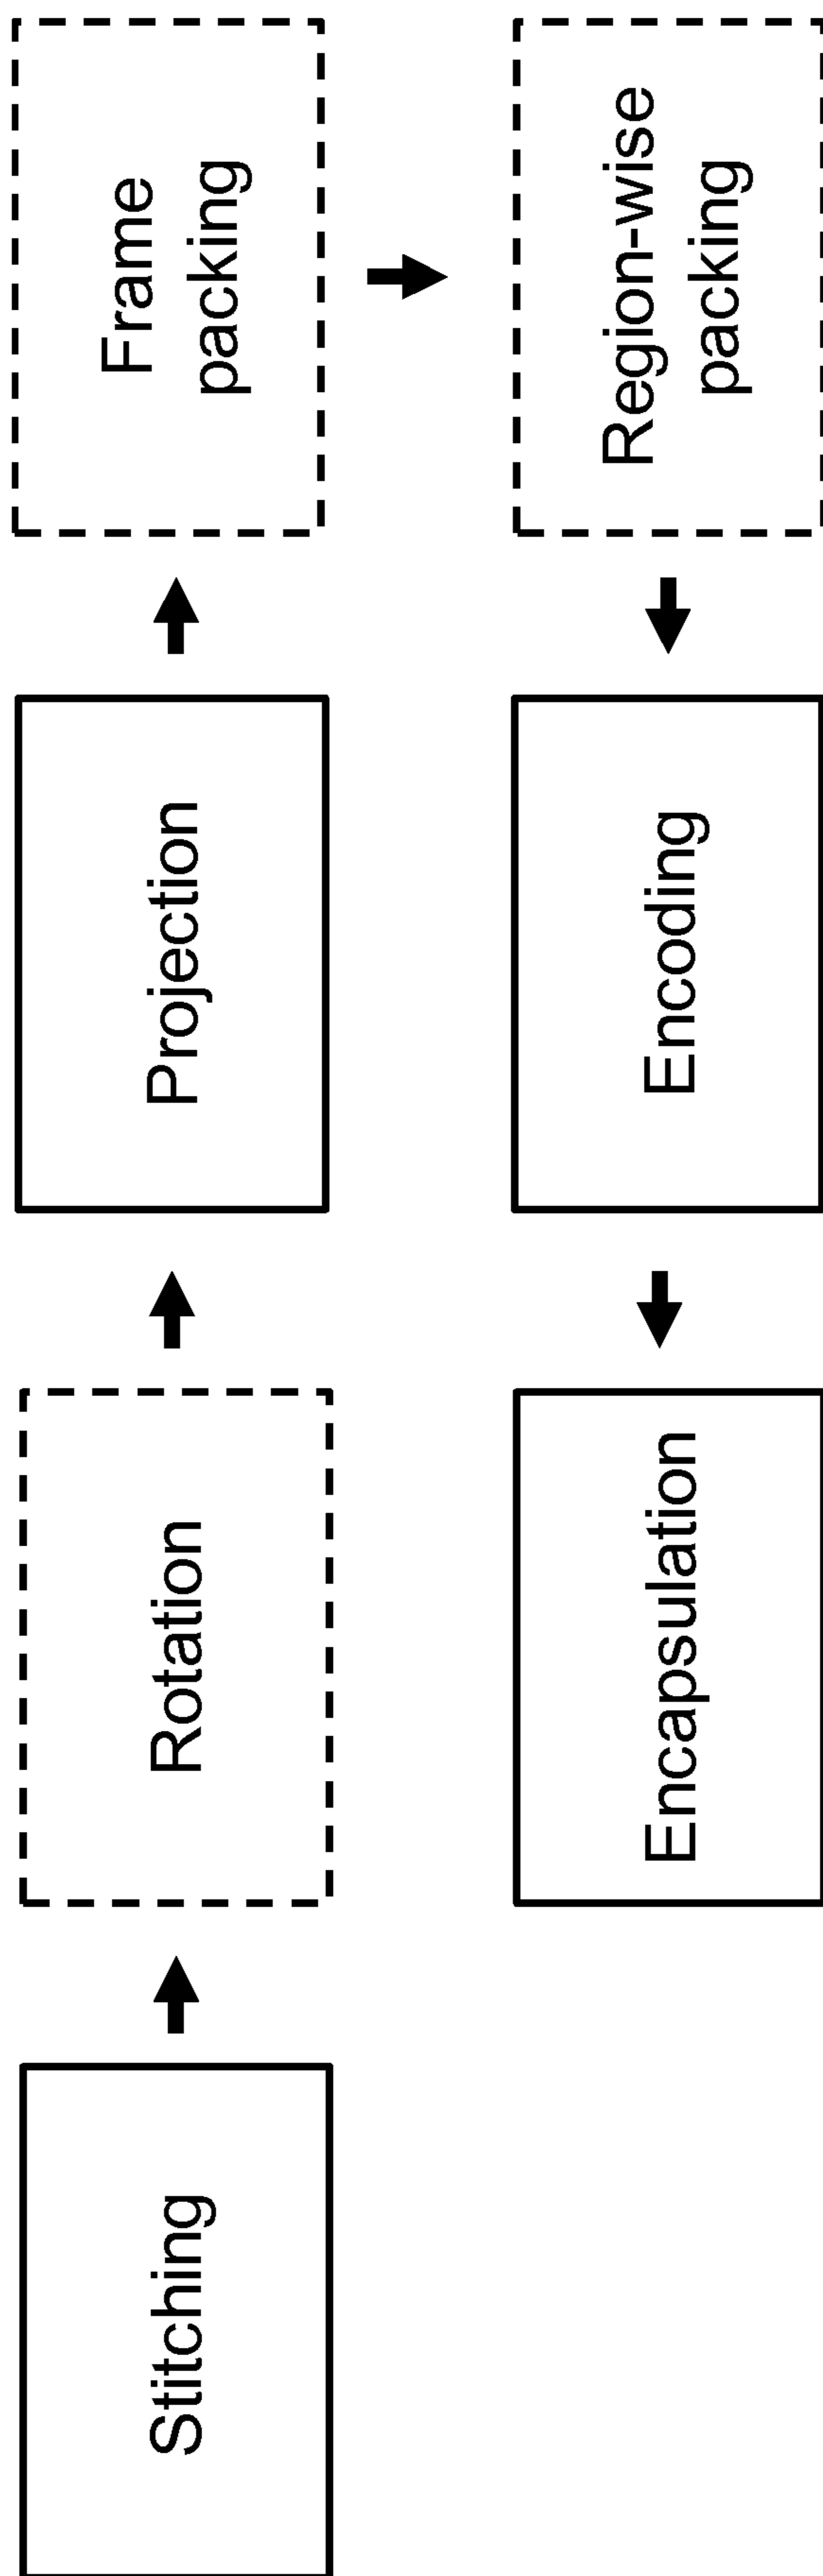 Stitching
Rotation
Projection
Frame
packing
Region-wise
packing
Encoding
Encapsulation